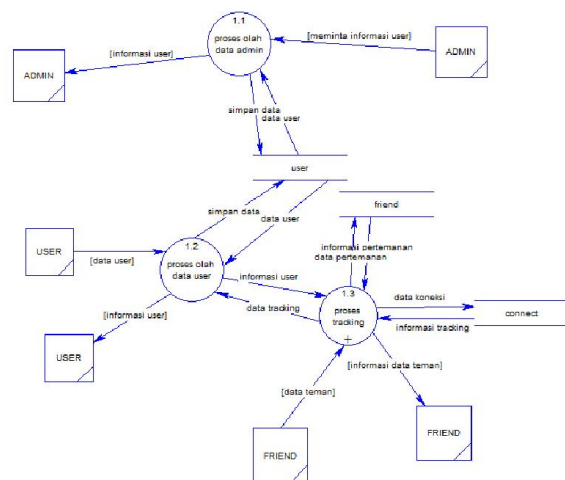 1.1
proses olah
data admin
[informasi user]
[meminta informasi user]
ADMIN
ADMIN
simpan data
data user
user
friend
simpan data
data user
informasi pertemanan
data pertemanan
USER
[data user]
1.2
proses olah
data user
informasi user
data tracking
1.3
proses
tracking
+
data koneksi
informasi tracking
connect
[informasi user]
USER
[data teman]
[informasi data teman]
FRIEND
FRIEND